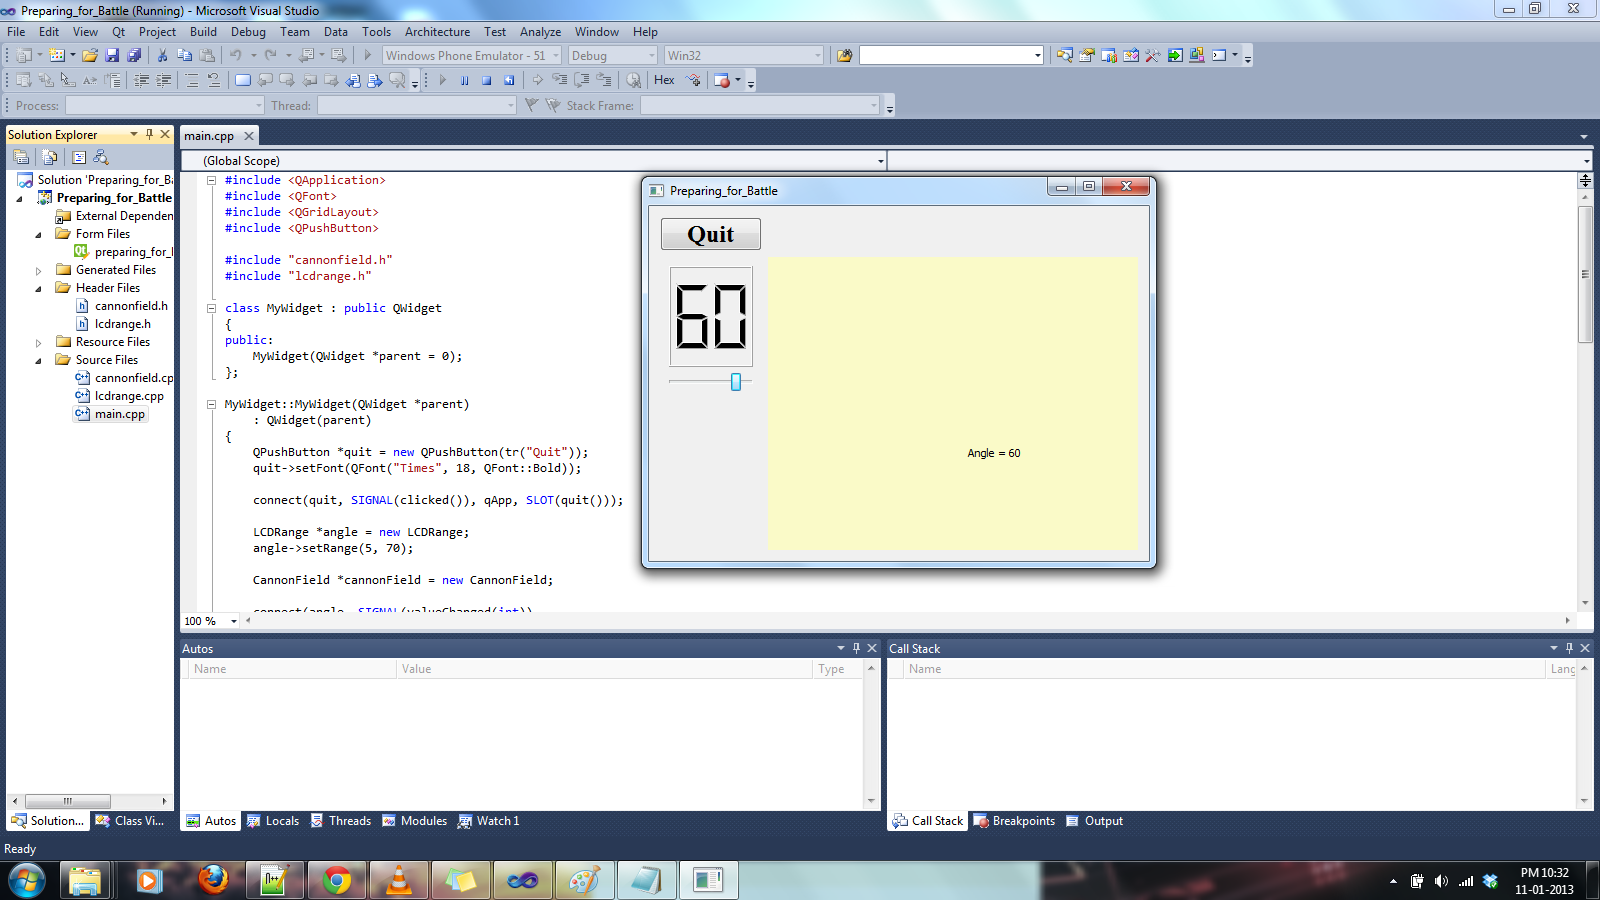 Preparing_for_Battle (Running) - Microsoft Visual Studio
File Edit View Qt Project Build Debug Team Data Tools Architecture Test Analyze Window Help
Windows Phone Emulator - 51 Debug Win32
Hex
Process: Thread: Stack Frame:
Solution Explorer
Solution 'Preparing_for_Ba
Preparing_for_Battle
External Dependen
Form Files
preparing_for_
Generated Files
Header Files
cannonfield.h
lcdrange.h
Resource Files
Source Files
cannonfield.cp
lcdrange.cpp
main.cpp
Solution... Class Vi...
main.cpp
(Global Scope)
#include <QApplication>
#include <QFont>
#include <QGridLayout>
#include <QPushButton>
#include "cannonfield.h"
#include "lcdrange.h"
class MyWidget : public QWidget
{
public:
MyWidget(QWidget *parent = 0);
};
MyWidget::MyWidget(QWidget *parent)
: QWidget(parent)
{
QPushButton *quit = new QPushButton(tr("Quit"));
quit->setFont(QFont("Times", 18, QFont::Bold));
connect(quit, SIGNAL(clicked()), qApp, SLOT(quit()));
LCDRange *angle = new LCDRange;
angle->setRange(5, 70);
CannonField *cannonField = new CannonField;
connect(angle, SIGNAL(valueChanged(int)),
100 %
Preparing_for_Battle
Quit
60
Angle = 60
Autos
Name Value Type
Autos Locals Threads Modules Watch 1
Call Stack
Name Lang
Call Stack Breakpoints Output
Ready
PM 10:32
11-01-2013